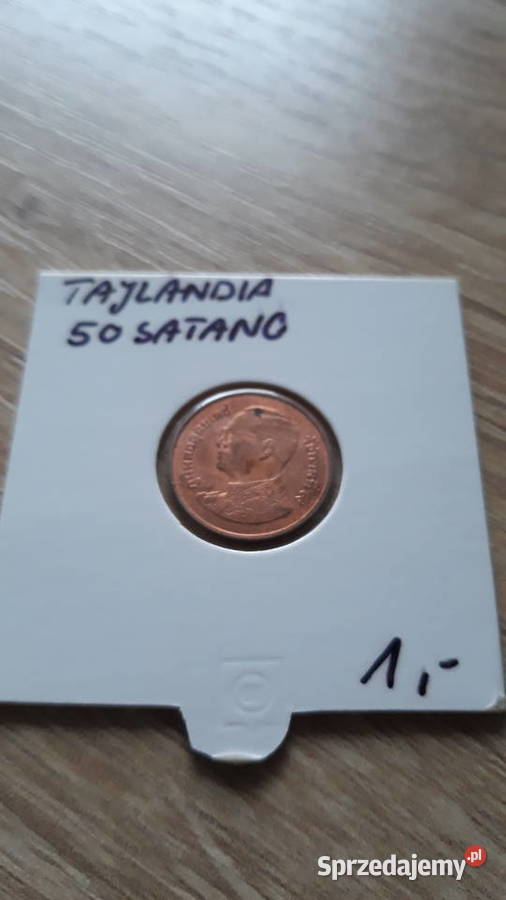 TAJLANDIA
50 SATANG
1,-
Sprzedajemy.pl